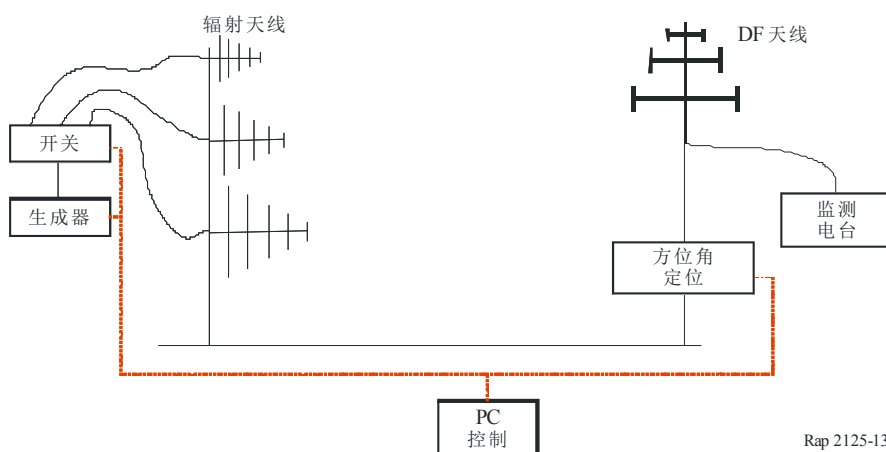 辐射天线
DF 天线
开关
生成器
监测
电台
方位角
定位
PC
控制
Rap 2125-13